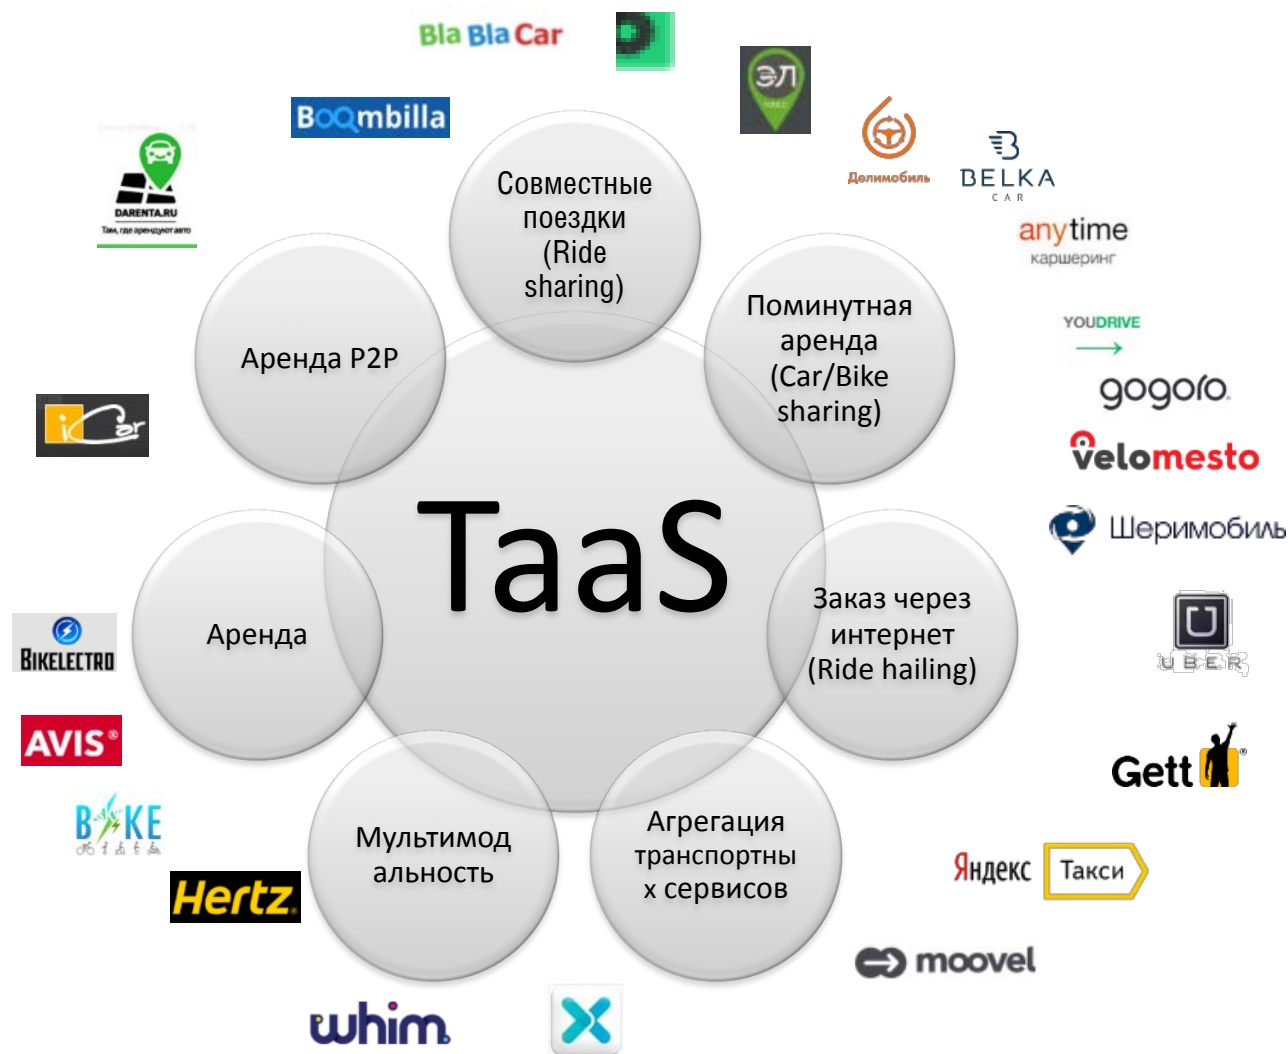 Bla Bla Car
ЭЛ
Boombilla
Делимобиль
BELKA
CAR
DARENTA.RU
Там, где арендуют авто
Совместные
поездки
(Ride
sharing)
anytime
каршеринг
Поминутная
аренда
(Car/Bike
sharing)
YOUDRIVE
Аренда P2P
gogoro
iCar
velomesto
TaaS
Шеримобиль
Заказ через
интернет
(Ride hailing)
Аренда
UBER
BIKELECTRO
AVIS®
Gett®
BIKE
Мультимод
альность
Агрегация
транспортны
х сервисов
Яндекс Такси
Hertz
moovel
whim